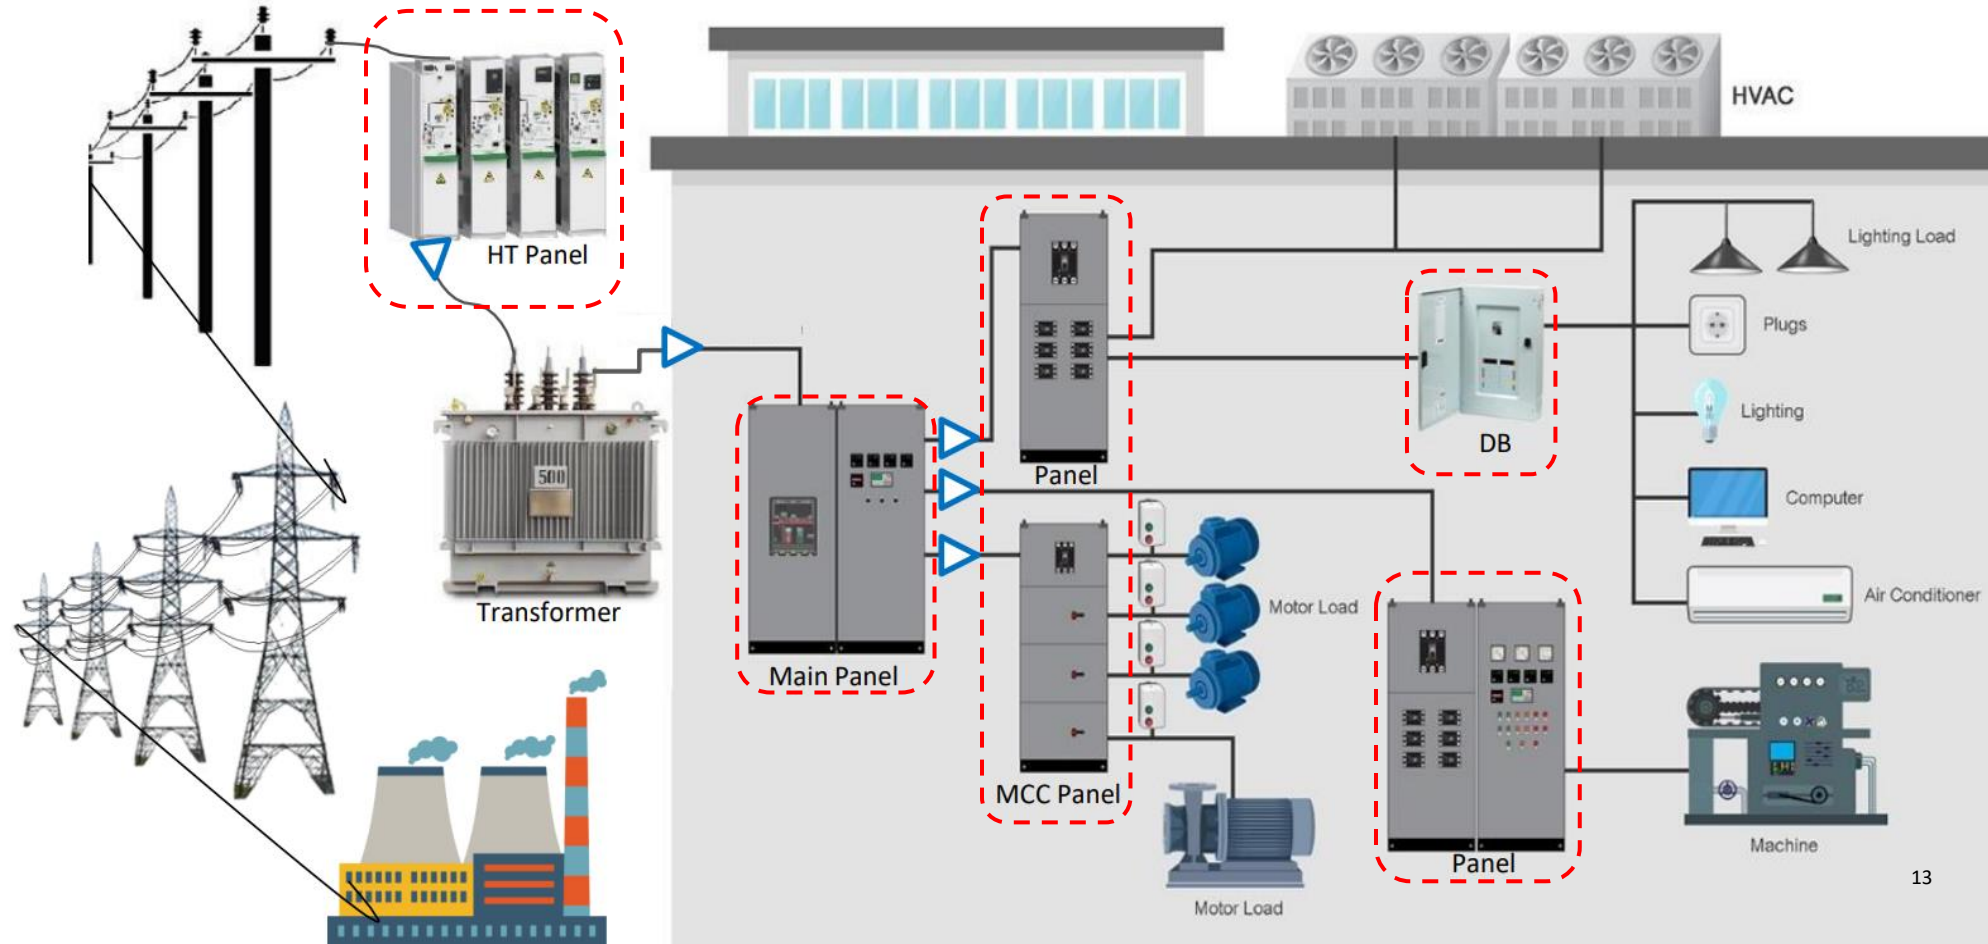 HVAC
HT Panel
Lighting Load
Plugs
Lighting
DB
Panel
Computer
500
Transformer
Air Conditioner
Motor Load
Main Panel
MCC Panel
Machine
Panel
13
Motor Load